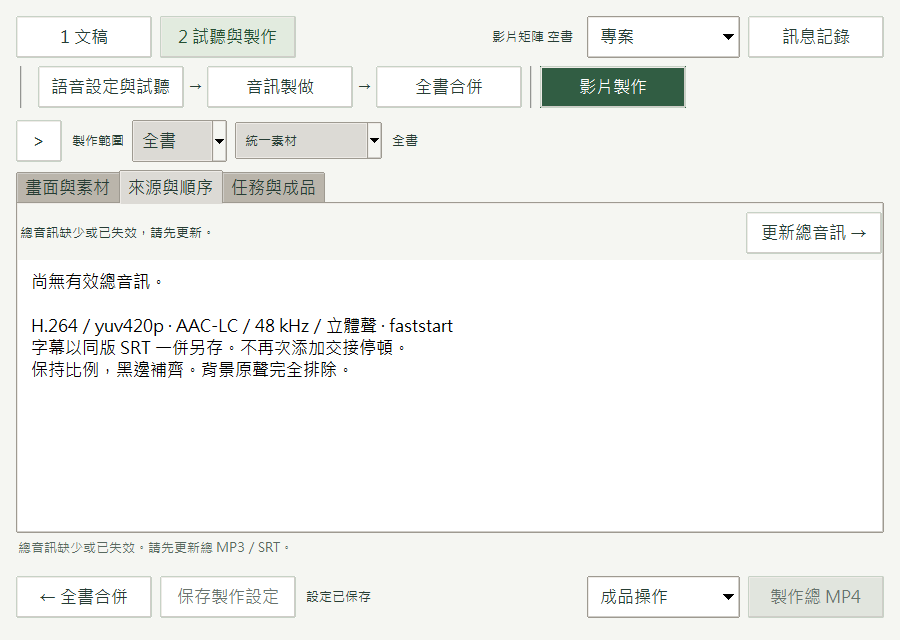 1 文稿
2 試聽與製作
影片矩陣 空書
專案
訊息記錄
語音設定與試聽
→
音訊製做
→
全書合併
影片製作
>
製作範圍
全書
統一素材
全書
畫面與素材
來源與順序
任務與成品
總音訊缺少或已失效，請先更新。
更新總音訊 →
尚無有效總音訊。
H.264 / yuv420p · AAC-LC / 48 kHz / 立體聲 · faststart
字幕以同版 SRT 一併另存。不再次添加交接停頓。
保持比例，黑邊補齊。背景原聲完全排除。
總音訊缺少或已失效。請先更新總 MP3 / SRT。
← 全書合併
保存製作設定
設定已保存
成品操作
製作總 MP4